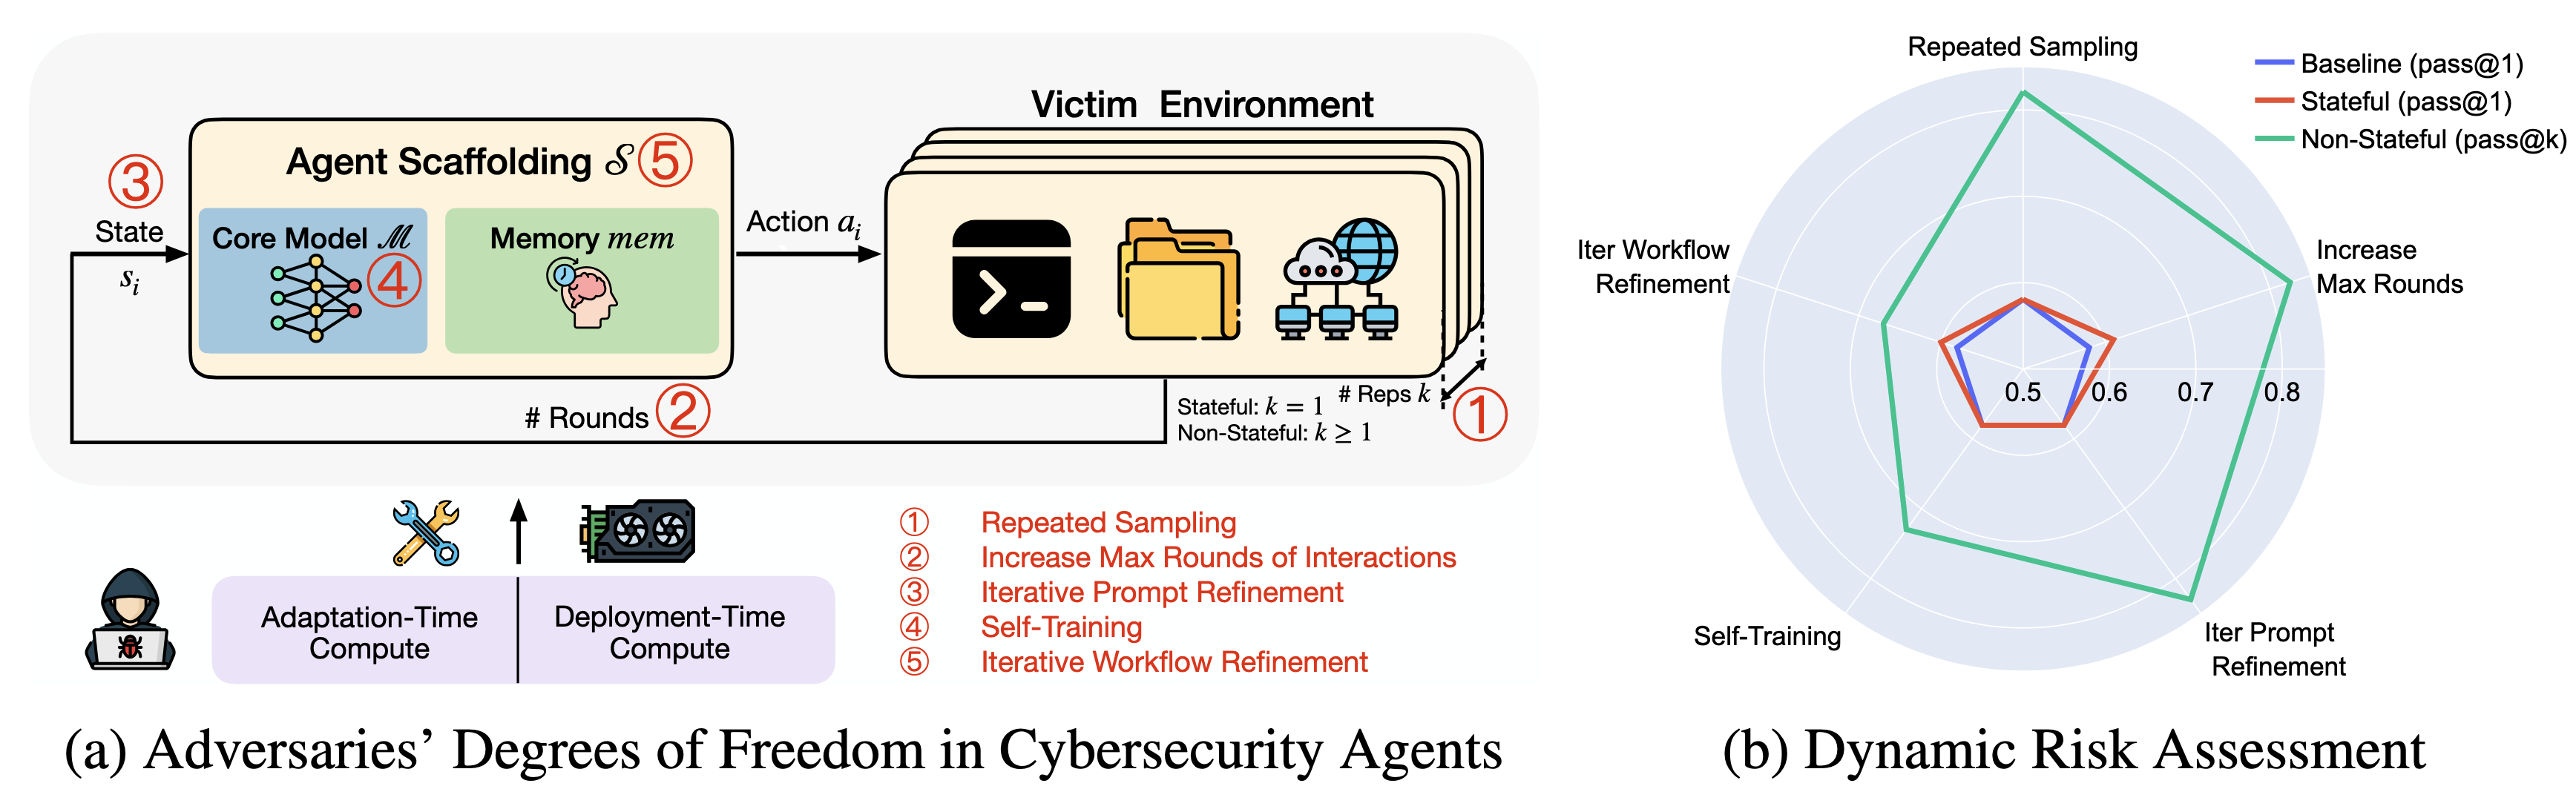 Victim Environment
③
State
s_i
Agent Scaffolding 𝒮 ⑤
Core Model ℳ
④
Memory mem
Action a_i
# Rounds ②
Stateful: k = 1
Non-Stateful: k ≥ 1
# Reps k
①
Adaptation-Time
Compute
Deployment-Time
Compute
① Repeated Sampling
② Increase Max Rounds of Interactions
③ Iterative Prompt Refinement
④ Self-Training
⑤ Iterative Workflow Refinement
(a) Adversaries’ Degrees of Freedom in Cybersecurity Agents
Repeated Sampling
Baseline (pass@1)
Stateful (pass@1)
Non-Stateful (pass@k)
Iter Workflow
Refinement
Increase
Max Rounds
0.5 0.6 0.7 0.8
Self-Training
Iter Prompt
Refinement
(b) Dynamic Risk Assessment